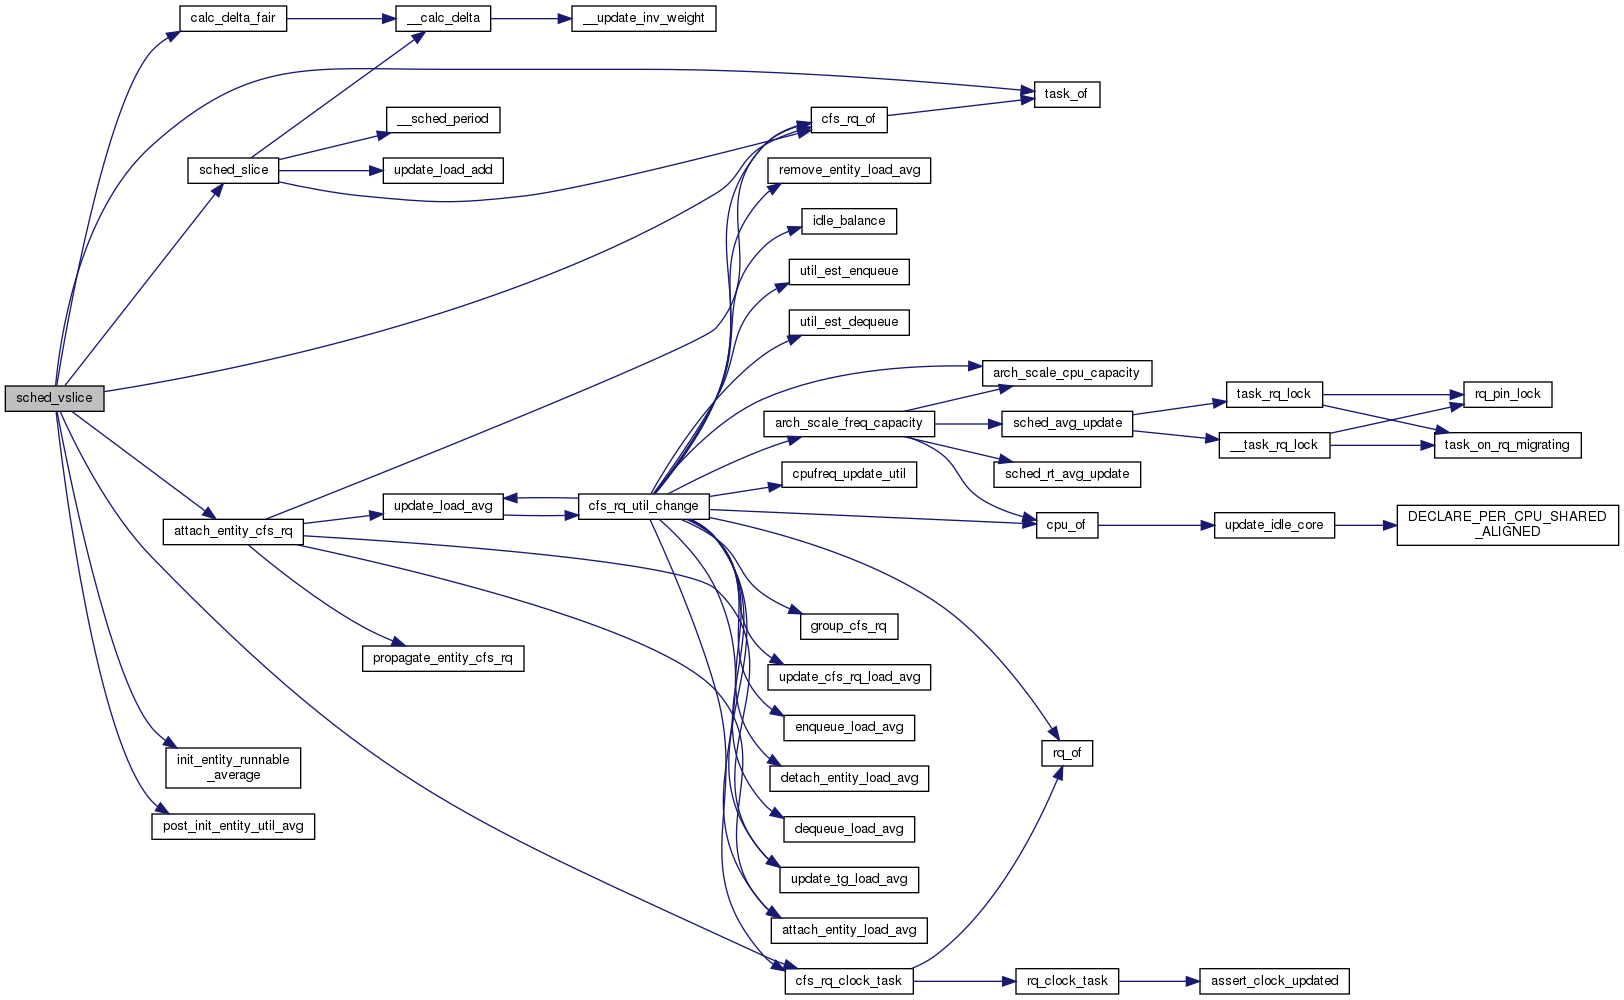 calc_delta_fair
__calc_delta
__update_inv_weight
task_of
__sched_period
cfs_rq_of
sched_slice
update_load_add
remove_entity_load_avg
idle_balance
util_est_enqueue
util_est_dequeue
arch_scale_cpu_capacity
sched_vslice
task_rq_lock
rq_pin_lock
arch_scale_freq_capacity
sched_avg_update
__task_rq_lock
task_on_rq_migrating
cpufreq_update_util
sched_rt_avg_update
update_load_avg
cfs_rq_util_change
attach_entity_cfs_rq
cpu_of
update_idle_core
DECLARE_PER_CPU_SHARED
_ALIGNED
group_cfs_rq
propagate_entity_cfs_rq
update_cfs_rq_load_avg
enqueue_load_avg
rq_of
init_entity_runnable
_average
detach_entity_load_avg
post_init_entity_util_avg
dequeue_load_avg
update_tg_load_avg
attach_entity_load_avg
cfs_rq_clock_task
rq_clock_task
assert_clock_updated